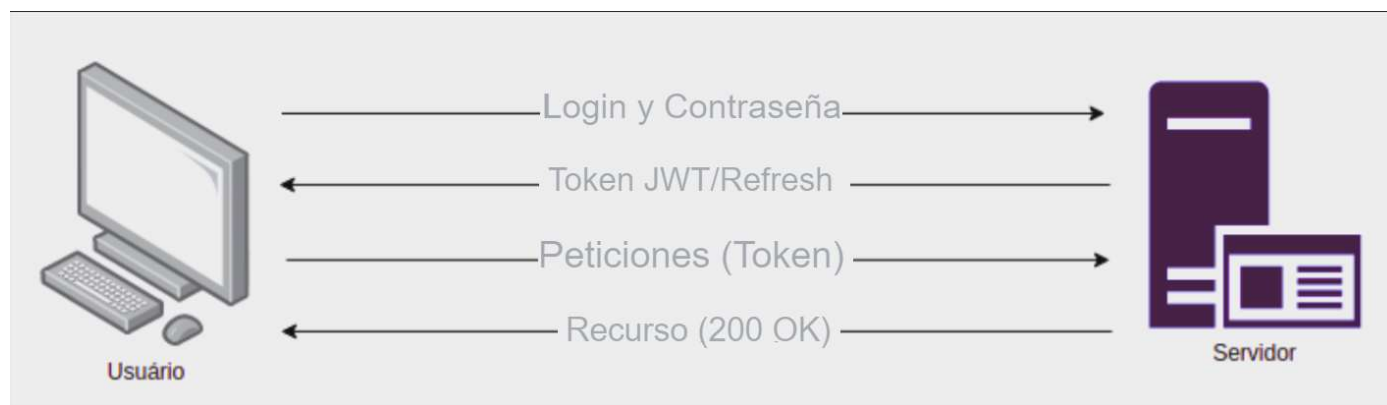 Login y Contraseña
Token JWT/Refresh
Peticiones (Token)
Recurso (200 OK)
Usuário
Servidor